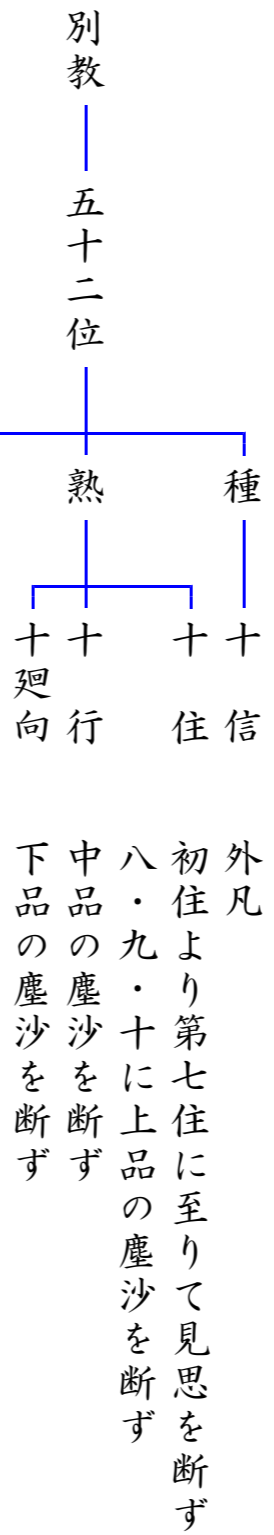 別教
五十二位
種
十信
外凡
熟
十住
初住より第七住に至りて見思を断ず
八・九・十に上品の塵沙を断ず
十行
中品の塵沙を断ず
十廻向
下品の塵沙を断ず